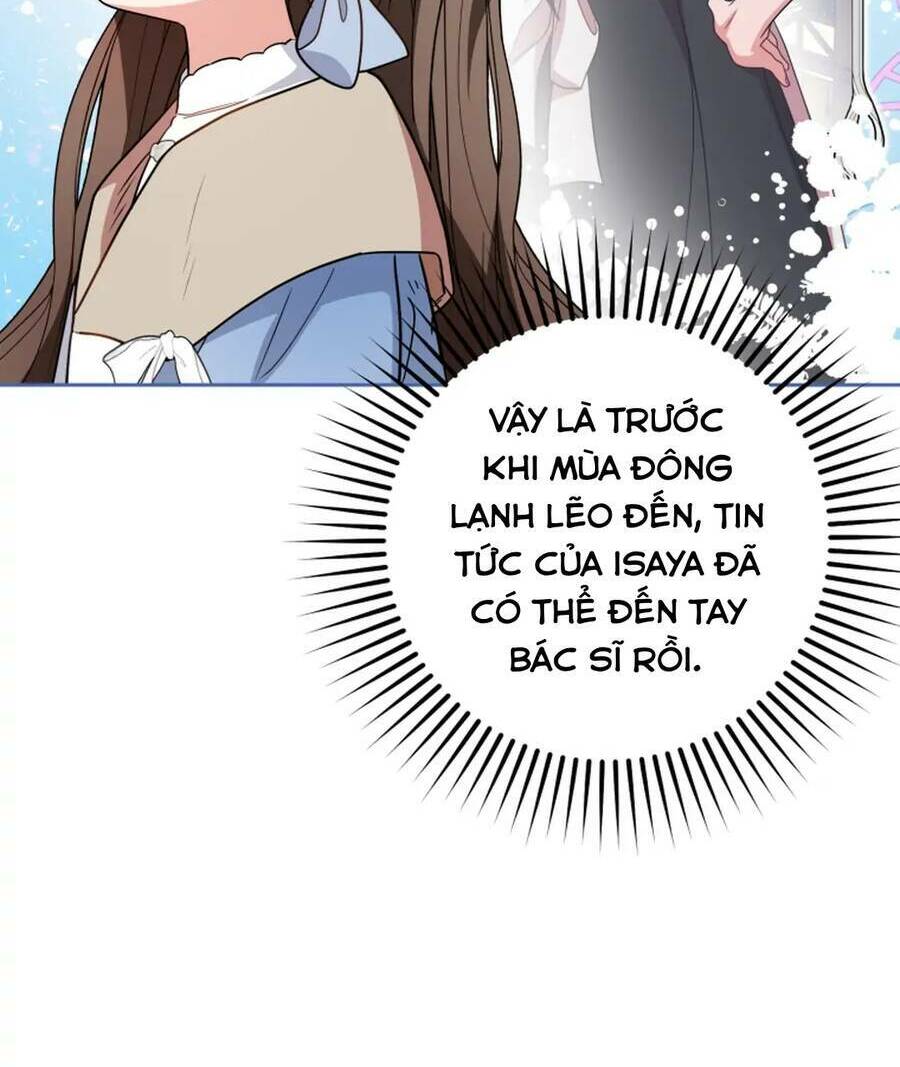 VẬY LÀ TRƯỚC
KHI MÙA ĐÔNG
LẠNH LẼO ĐẾN, TIN
TỨC CỦA ISAYA ĐÃ
CÓ THỂ ĐẾN TAY
BÁC SĨ RỒI.